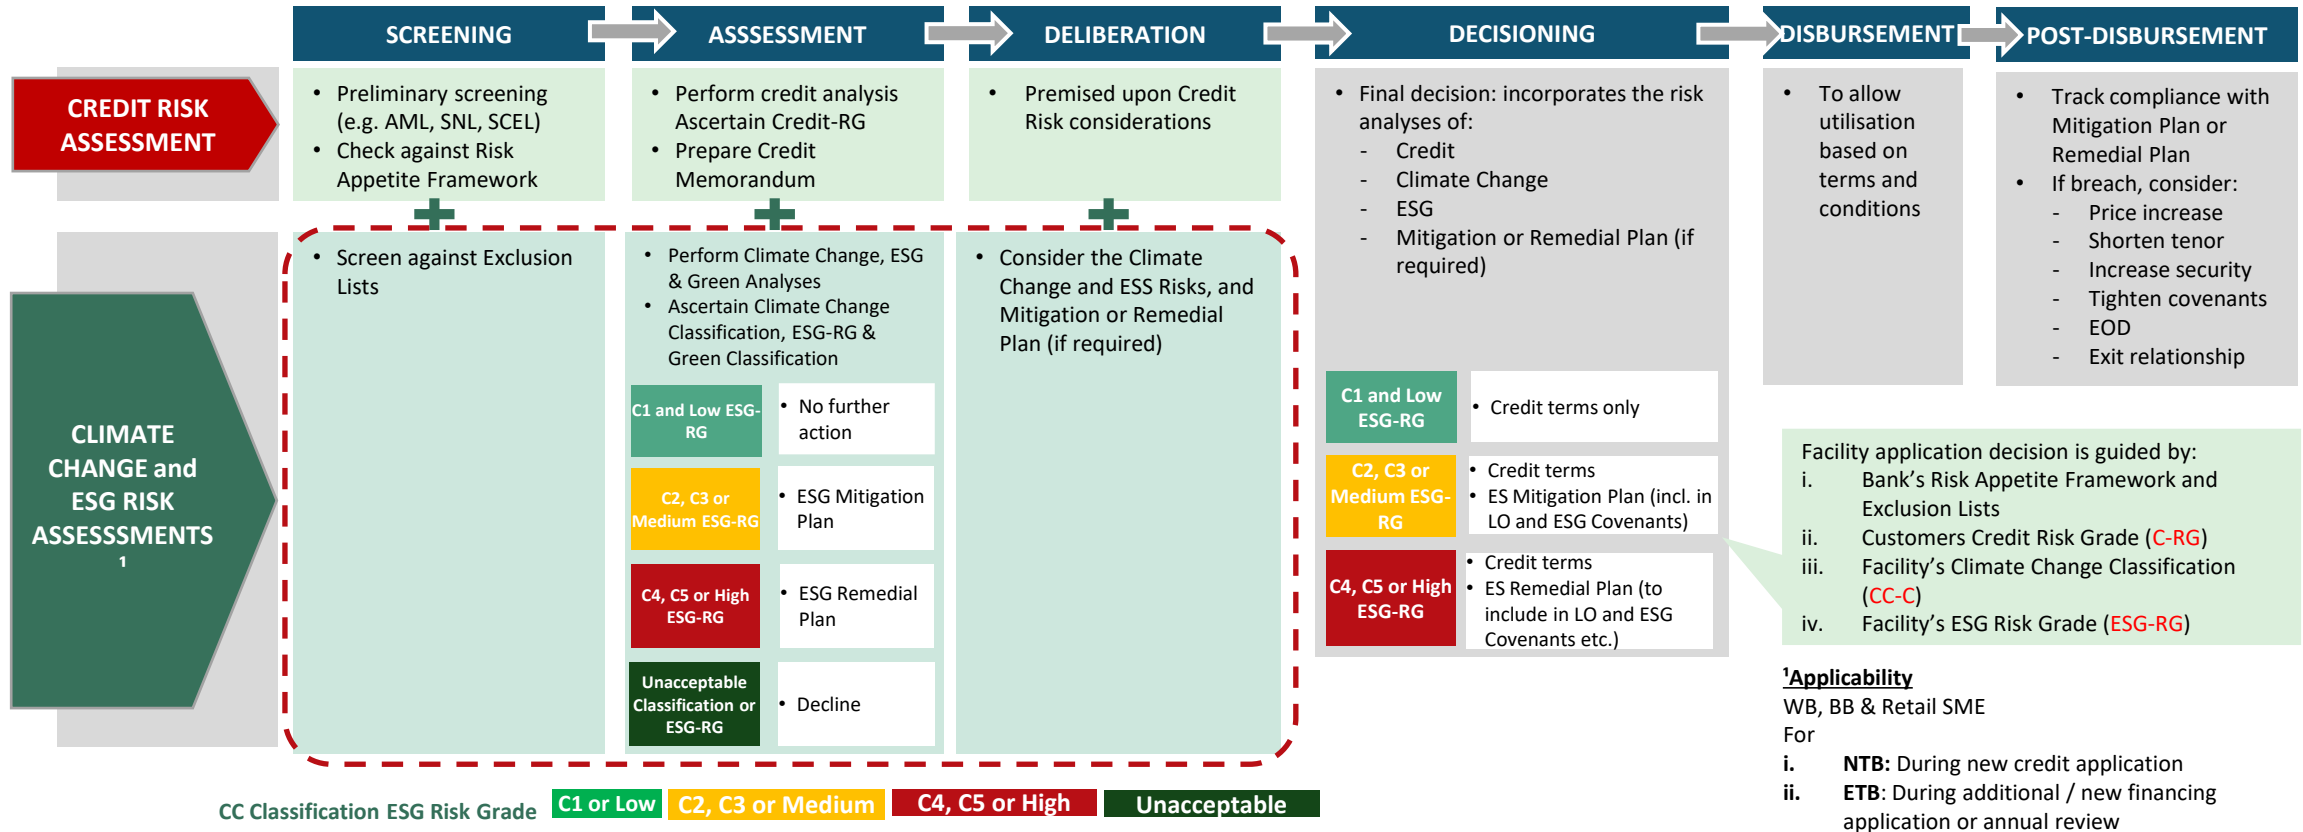 SCREENING
ASSSESSMENT
DELIBERATION
DECISIONING
DISBURSEMENT
POST-DISBURSEMENT
CREDIT RISK
ASSESSMENT
• Preliminary screening
(e.g. AML, SNL, SCEL)
• Check against Risk
Appetite Framework
• Perform credit analysis
Ascertain Credit-RG
• Prepare Credit
Memorandum
• Premised upon Credit
Risk considerations
• Final decision: incorporates the risk
analyses of:
- Credit
- Climate Change
- ESG
- Mitigation or Remedial Plan (if
required)
• To allow
utilisation
based on
terms and
conditions
• Track compliance with
Mitigation Plan or
Remedial Plan
• If breach, consider:
- Price increase
- Shorten tenor
- Increase security
- Tighten covenants
- EOD
- Exit relationship
CLIMATE
CHANGE and
ESG RISK
ASSESSSMENTS
1
• Screen against Exclusion
Lists
• Perform Climate Change, ESG
& Green Analyses
• Ascertain Climate Change
Classification, ESG-RG &
Green Classification
C1 and Low ESG-
RG
• No further
action
C2, C3 or
Medium ESG-RG
• ESG Mitigation
Plan
C4, C5 or High
ESG-RG
• ESG Remedial
Plan
Unacceptable
Classification or
ESG-RG
• Decline
• Consider the Climate
Change and ESS Risks, and
Mitigation or Remedial
Plan (if required)
C1 and Low
ESG-RG
• Credit terms only
C2, C3 or
Medium ESG-
RG
• Credit terms
• ES Mitigation Plan (incl. in
LO and ESG Covenants)
C4, C5 or High
ESG-RG
• Credit terms
• ES Remedial Plan (to
include in LO and ESG
Covenants etc.)
Facility application decision is guided by:
i. Bank’s Risk Appetite Framework and
Exclusion Lists
ii. Customers Credit Risk Grade (C-RG)
iii. Facility’s Climate Change Classification
(CC-C)
iv. Facility’s ESG Risk Grade (ESG-RG)
¹Applicability
WB, BB & Retail SME
For
i. NTB: During new credit application
ii. ETB: During additional / new financing
application or annual review
CC Classification ESG Risk Grade
C1 or Low
C2, C3 or Medium
C4, C5 or High
Unacceptable